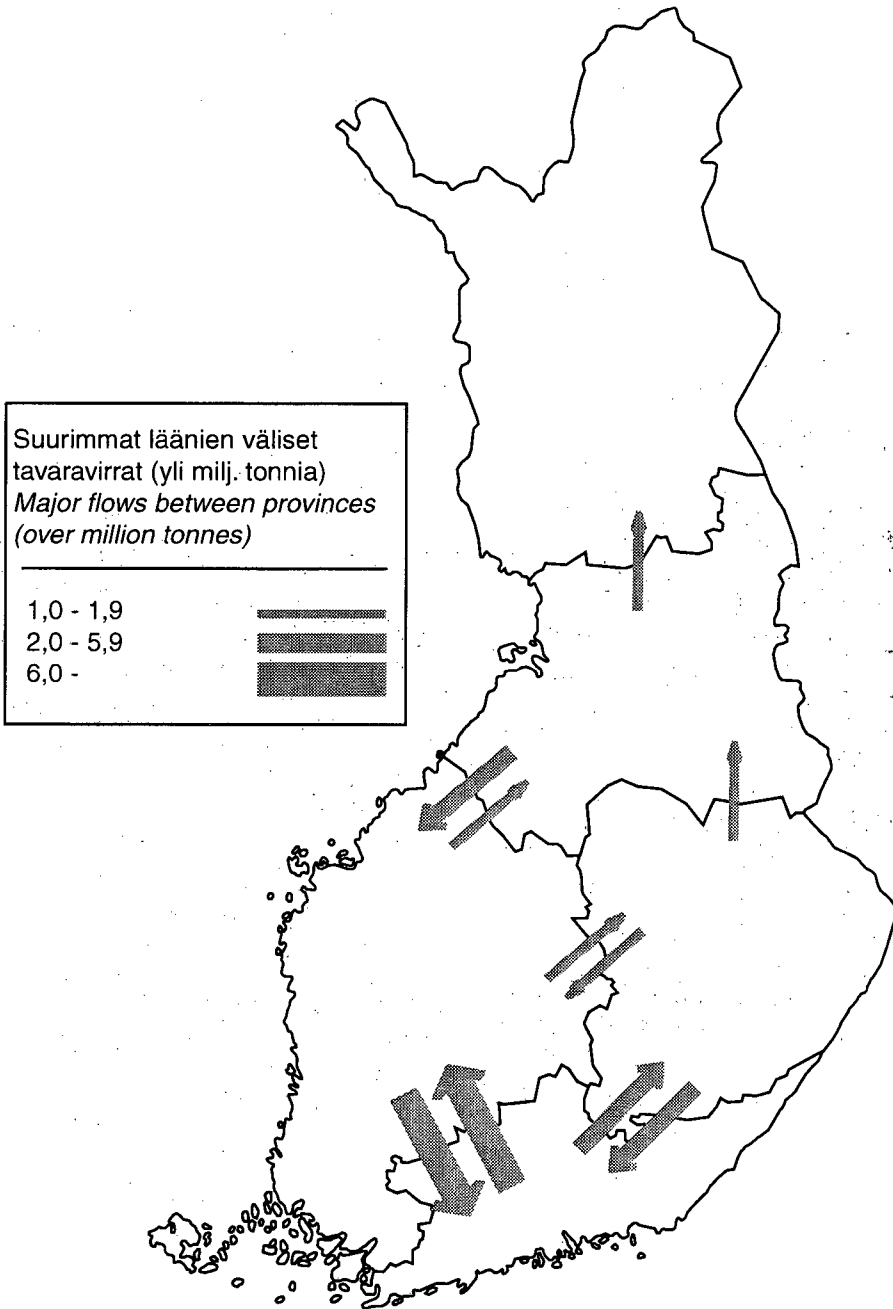 Suurimmat läänien väliset
tavaravirrat (yli milj. tonnia)
Major flows between provinces
(over million tonnes)
1,0 - 1,9
2,0 - 5,9
6,0 -